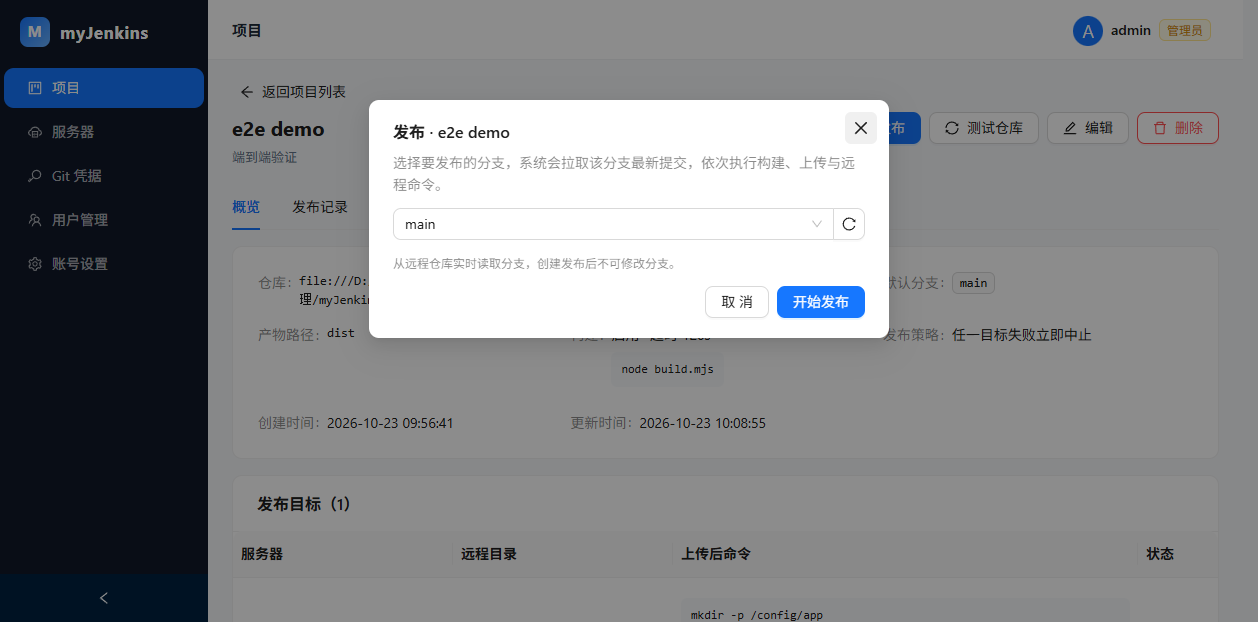 M myJenkins
项目
服务器
Git 凭据
用户管理
账号设置
项目
A admin 管理员
返回项目列表
e2e demo
端到端验证
布 测试仓库 编辑 删除
概览 发布记录
发布 · e2e demo
选择要发布的分支，系统会拉取该分支最新提交，依次执行构建、上传与远
程命令。
main
从远程仓库实时读取分支，创建发布后不可修改分支。
取 消 开始发布
仓库： file:///D:
理/myJenkin
默认分支： main
产物路径： dist
发布策略： 任一目标失败立即中止
node build.mjs
创建时间： 2026-10-23 09:56:41
更新时间： 2026-10-23 10:08:55
发布目标（1）
服务器 远程目录 上传后命令 状态
mkdir -p /config/app